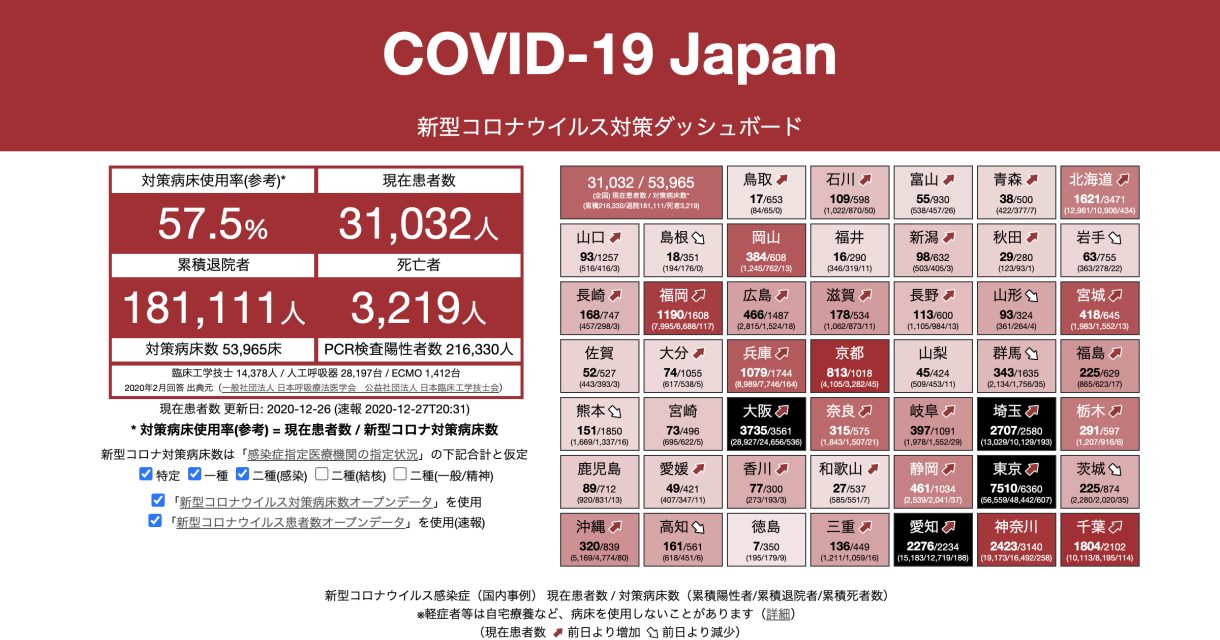 COVID-19 Japan
新型コロナウイルス対策ダッシュボード
対策病床使用率(参考)*
現在患者数
57.5%
31,032人
累積退院者
死亡者
181,111人
3,219人
対策病床数 53,965床
PCR検査陽性者数 216,330人
臨床工学技士 14,378人 / 人工呼吸器 28,197台 / ECMO 1,412台
2020年2月回答 出典元（一般社団法人 日本呼吸療法医学会　公益社団法人 日本臨床工学技士会）
現在患者数 更新日: 2020-12-26 (速報 2020-12-27T20:31)
* 対策病床使用率(参考) = 現在患者数 / 新型コロナ対策病床数
新型コロナ対策病床数は「感染症指定医療機関の指定状況」の下記合計と仮定
特定 一種 二種(感染) 二種(結核) 二種(一般/精神)
「新型コロナウイルス対策病床数オープンデータ」を使用
「新型コロナウイルス患者数オープンデータ」を使用(速報)
31,032 / 53,965
(全国) 現在患者数 / 対策病床数*
(累積216,330/退院181,111/死者3,219)
鳥取
17/653
(84/65/0)
石川
109/598
(1,022/870/50)
富山
55/930
(538/457/26)
青森
38/500
(422/377/7)
北海道
1621/3471
(12,961/10,906/434)
山口
93/1257
(516/416/3)
島根
18/351
(194/176/0)
岡山
384/608
(1,245/762/13)
福井
16/290
(346/319/11)
新潟
98/632
(503/405/3)
秋田
29/280
(123/93/1)
岩手
63/755
(363/278/22)
長崎
168/747
(457/298/3)
福岡
1190/1608
(7,995/6,688/117)
広島
466/1487
(2,815/1,524/18)
滋賀
178/534
(1,062/873/11)
長野
113/600
(1,105/984/13)
山形
93/324
(361/264/4)
宮城
418/645
(1,983/1,552/13)
佐賀
52/527
(443/393/3)
大分
74/1055
(617/538/5)
兵庫
1079/1744
(8,989/7,746/164)
京都
813/1018
(4,105/3,282/45)
山梨
45/424
(509/453/11)
群馬
343/1635
(2,134/1,756/35)
福島
225/629
(865/623/17)
熊本
151/1850
(1,669/1,337/16)
宮崎
73/496
(695/622/5)
大阪
3735/3561
(28,927/24,656/536)
奈良
315/575
(1,843/1,507/21)
岐阜
397/1091
(1,978/1,552/29)
埼玉
2707/2580
(13,029/10,129/193)
栃木
291/597
(1,207/916/6)
鹿児島
89/712
(920/831/13)
愛媛
49/421
(407/347/11)
香川
77/300
(273/193/3)
和歌山
27/537
(585/551/7)
静岡
461/1034
(2,539/2,041/37)
東京
7510/6360
(56,559/48,442/607)
茨城
225/874
(2,280/2,020/35)
沖縄
320/839
(5,169/4,774/80)
高知
161/561
(618/451/6)
徳島
7/350
(195/179/9)
三重
136/449
(1,211/1,059/16)
愛知
2276/2234
(15,183/12,719/188)
神奈川
2423/3140
(19,173/16,492/258)
千葉
1804/2102
(10,113/8,195/114)
新型コロナウイルス感染症（国内事例） 現在患者数 / 対策病床数（累積陽性者/累積退院者/累積死者数）
※軽症者等は自宅療養など、病床を使用しないことがあります（詳細）
（現在患者数 前日より増加 前日より減少）